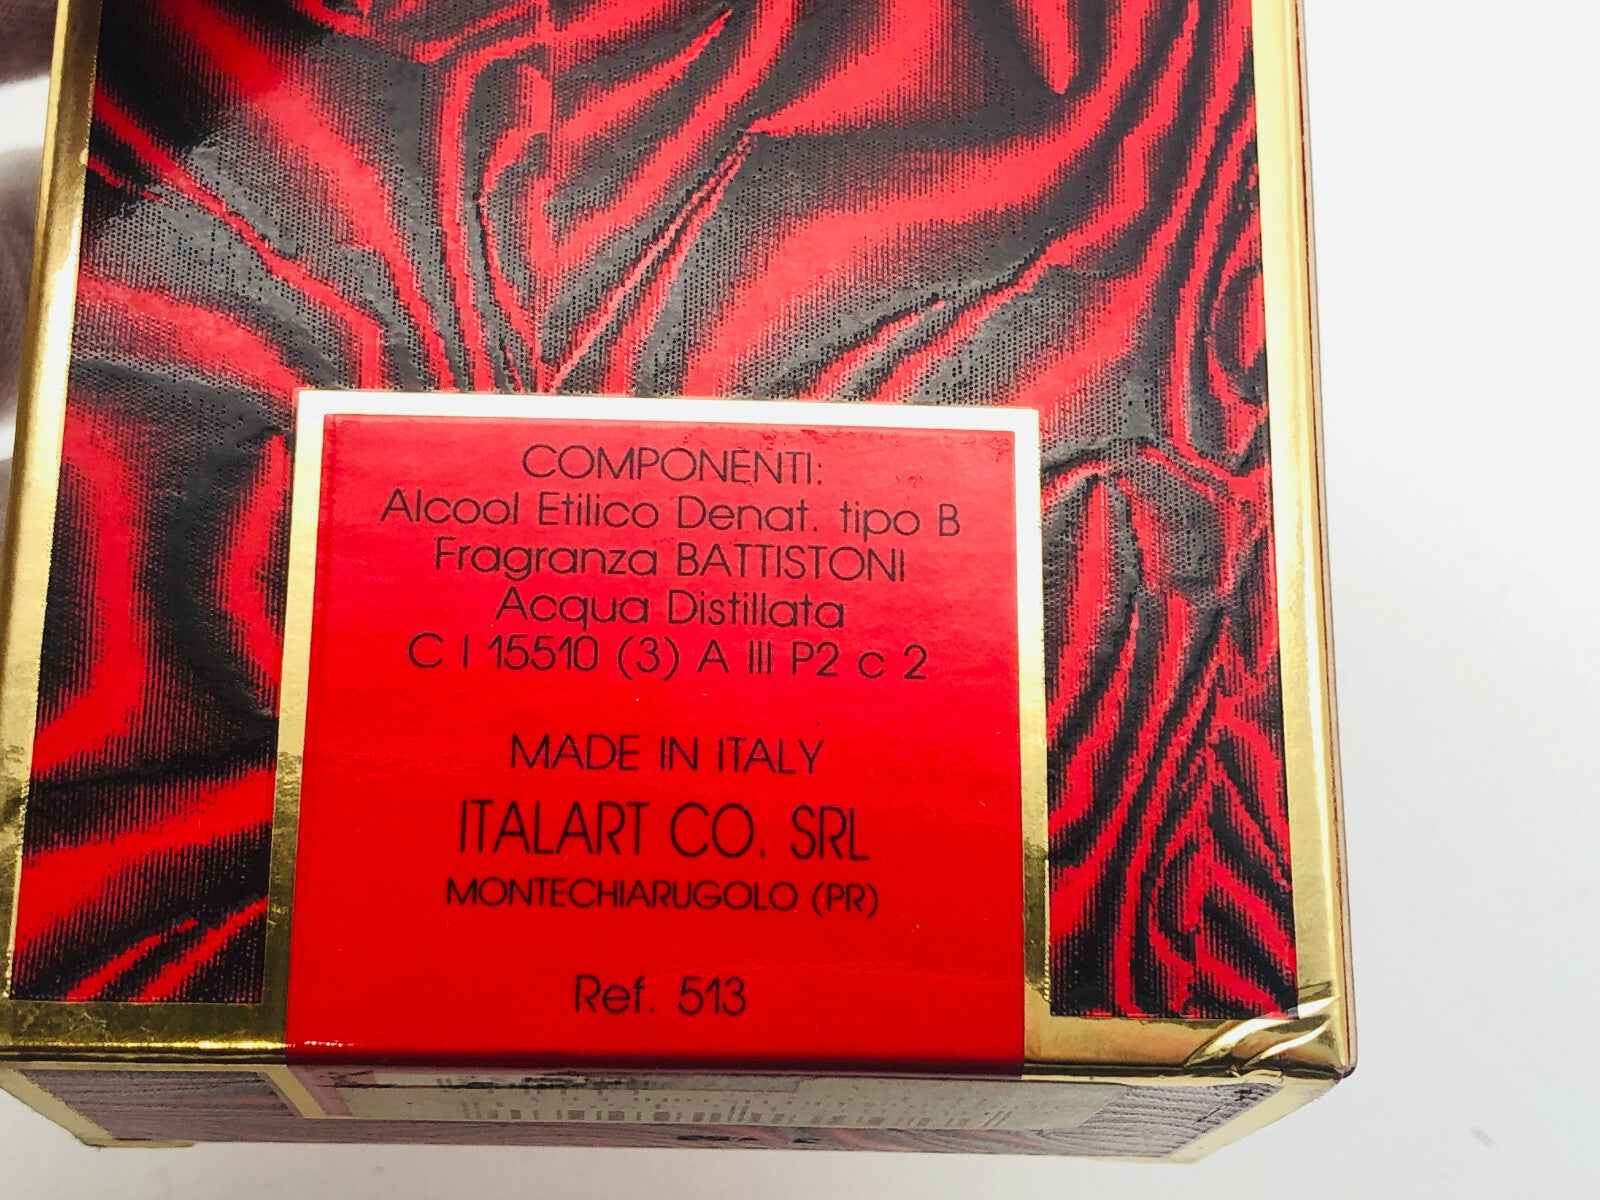 COMPONENTI:
Alcool Etilico Denat. tipo B
Fragranza BATTISTONI
Acqua Distillata
C I 15510 (3) A III P2 c 2
MADE IN ITALY
ITALART CO. SRL
MONTECHIARUGOLO (PR)
Ref. 513